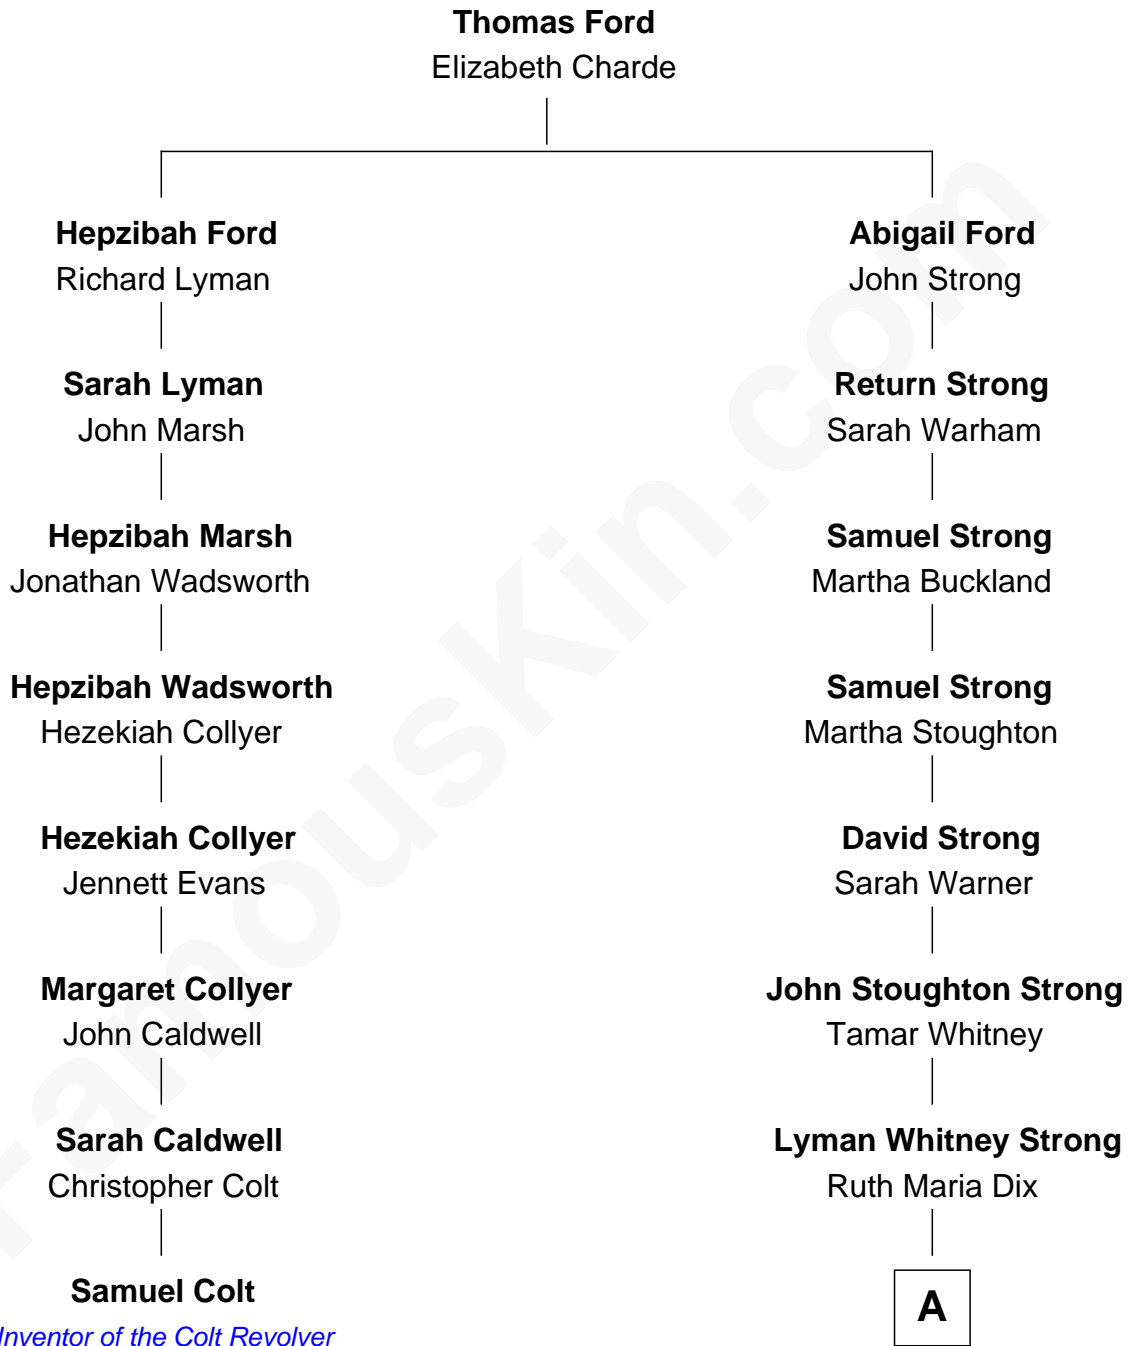 Thomas Ford
Elizabeth Charde
Hepzibah Ford
Richard Lyman
Sarah Lyman
John Marsh
Hepzibah Marsh
Jonathan Wadsworth
Hepzibah Wadsworth
Hezekiah Collyer
Hezekiah Collyer
Jennett Evans
Margaret Collyer
John Caldwell
Sarah Caldwell
Christopher Colt
Samuel Colt
Inventor of the Colt Revolver
Abigail Ford
John Strong
Return Strong
Sarah Warham
Samuel Strong
Martha Buckland
Samuel Strong
Martha Stoughton
David Strong
Sarah Warner
John Stoughton Strong
Tamar Whitney
Lyman Whitney Strong
Ruth Maria Dix
A
FamousKin.com